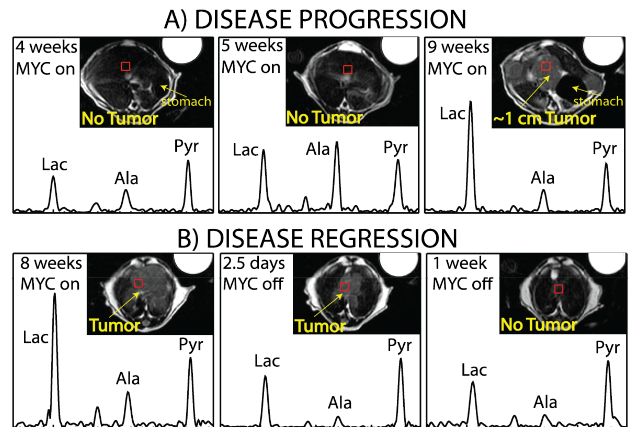 A) DISEASE PROGRESSION
4 weeks
MYC on
stomach
No Tumor
Lac
Ala
Pyr
5 weeks
MYC on
No Tumor
Lac
Ala
Pyr
9 weeks
MYC on
stomach
~1 cm Tumor
Lac
Ala
Pyr
B) DISEASE REGRESSION
8 weeks
MYC on
Tumor
Lac
Ala
Pyr
2.5 days
MYC off
Tumor
Lac
Ala
Pyr
1 week
MYC off
No Tumor
Lac
Ala
Pyr